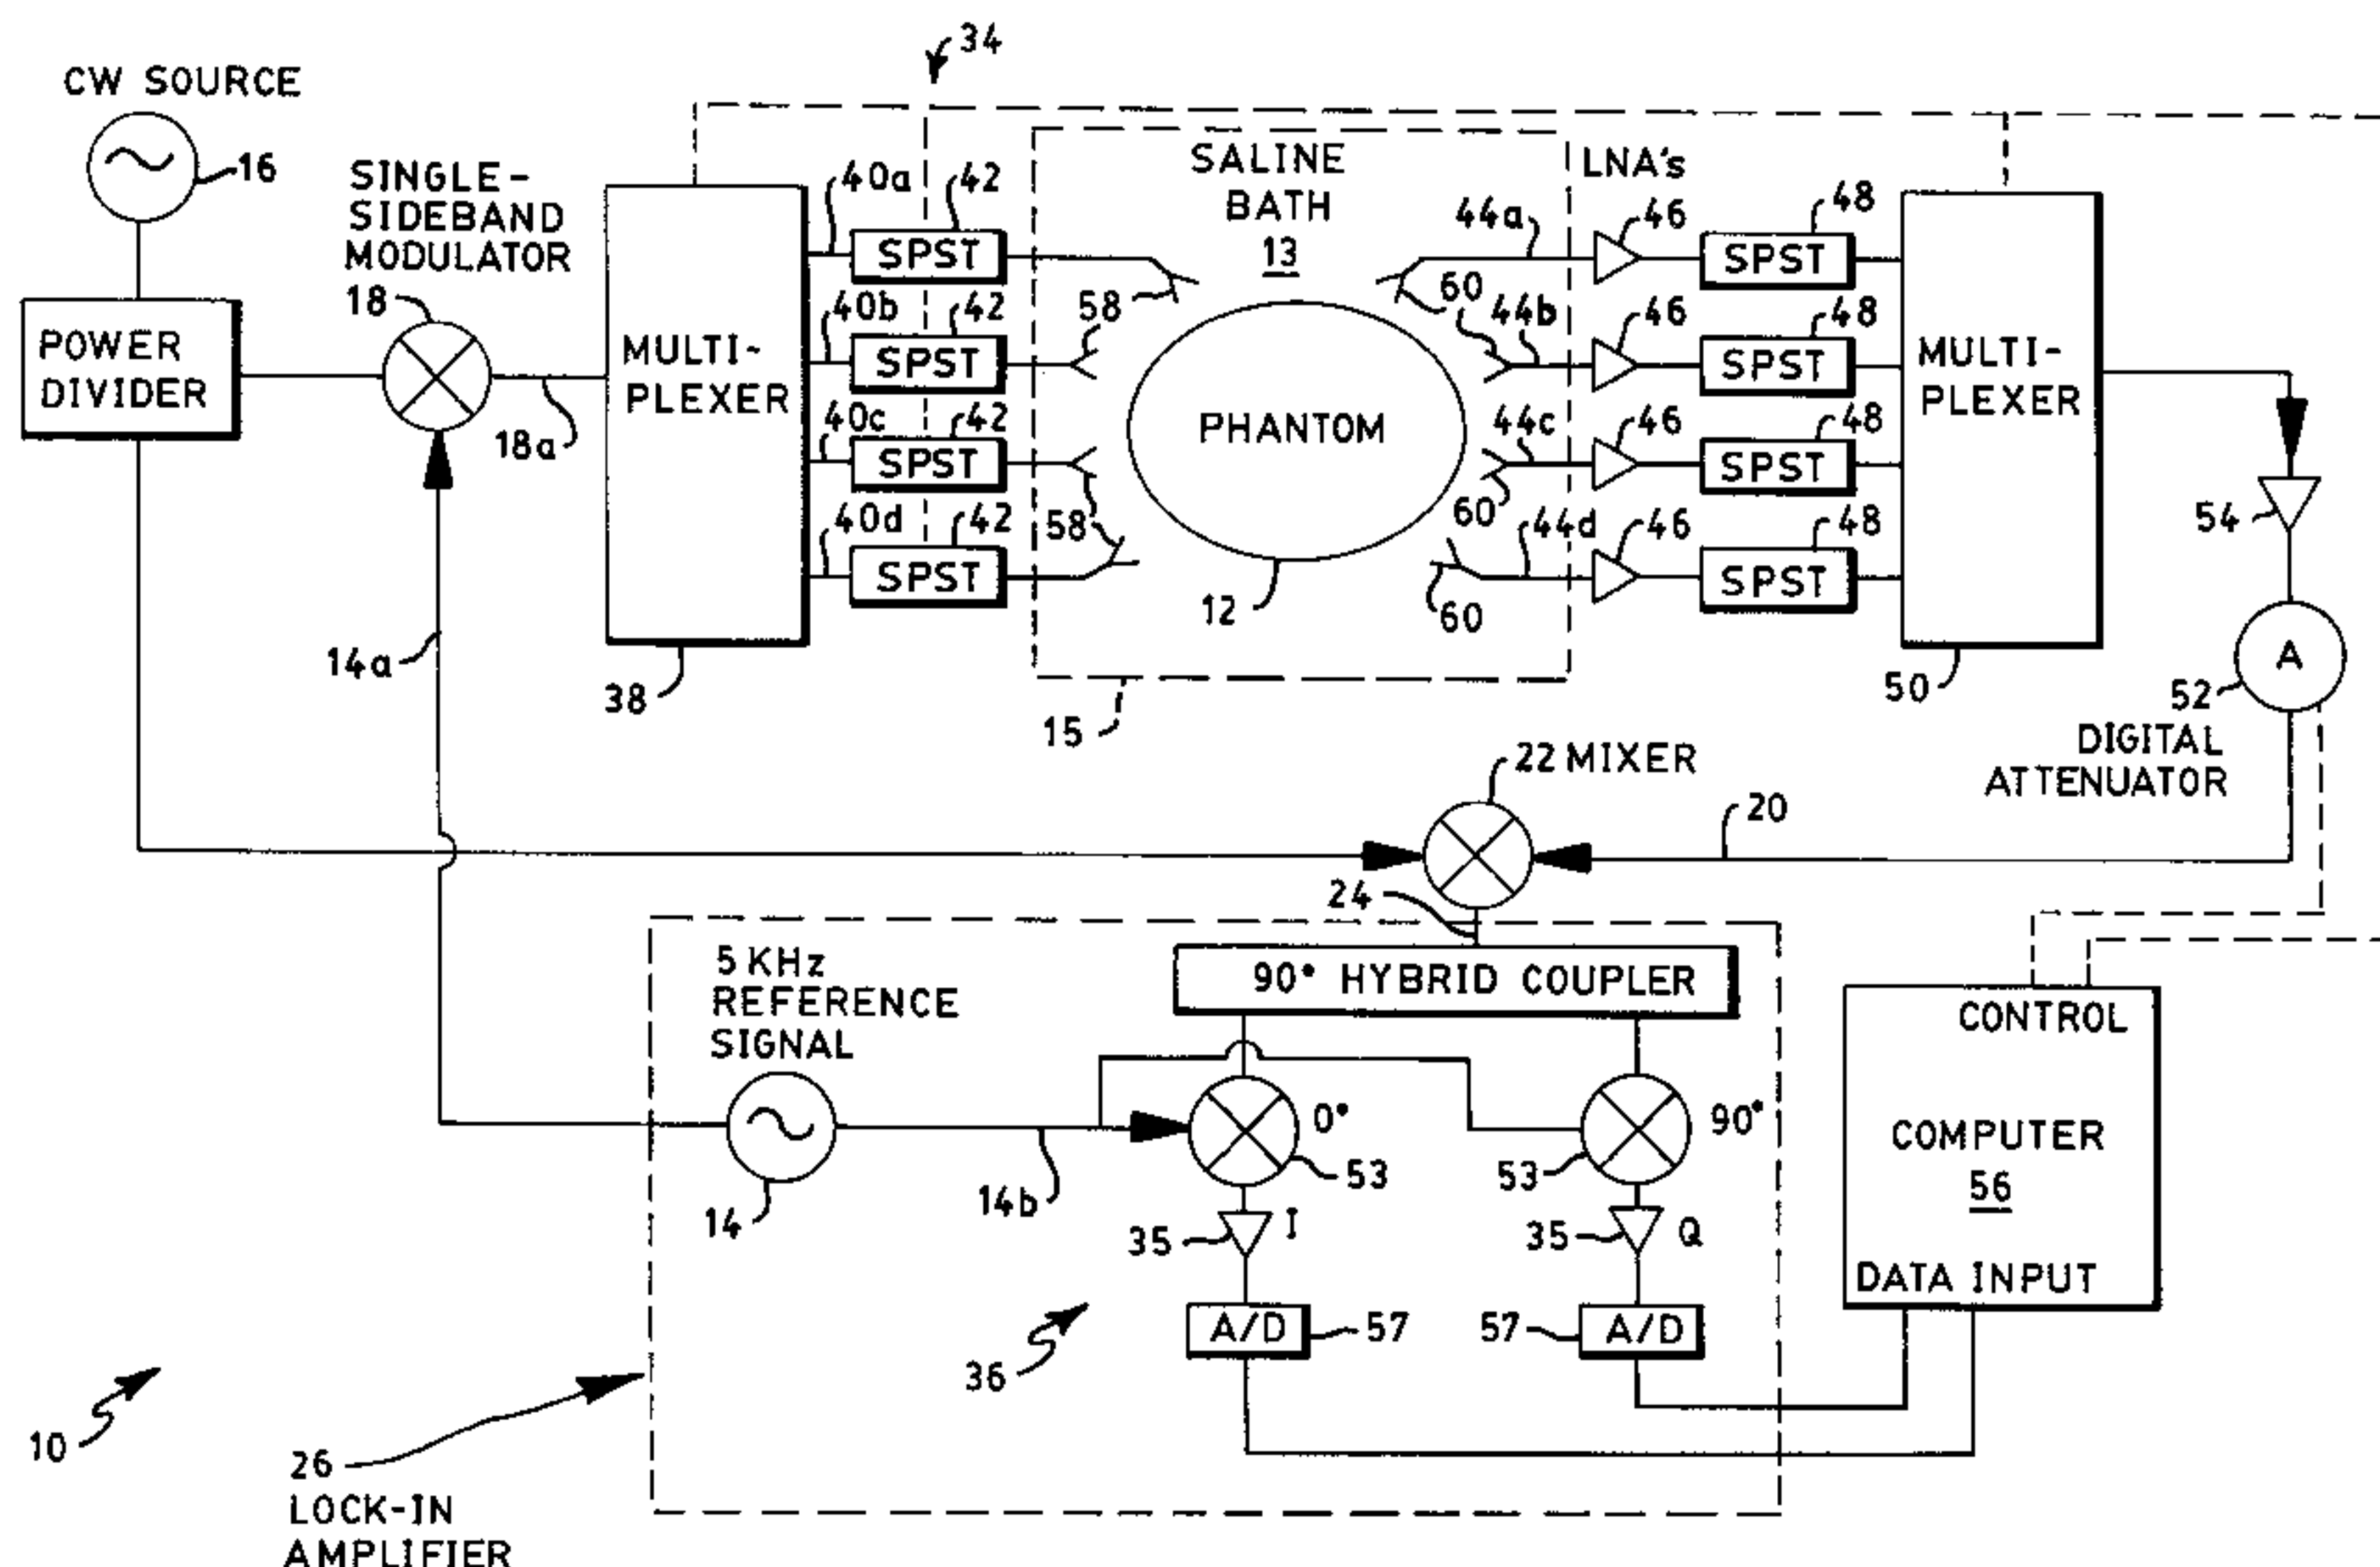 34
CW SOURCE
16
SINGLE-
SIDEBAND
MODULATOR
18
POWER
DIVIDER
18a
14a
MULTI-
PLEXER
38
40a
42
SPST
40b
42
SPST
40c
42
SPST
40d
42
SPST
SALINE
BATH
13
58
58
58
PHANTOM
12
15
44a
60
44b
44c
60
44d
60
LNA's
46
48
SPST
46
48
SPST
46
48
SPST
46
48
SPST
MULTI-
PLEXER
50
54
A
52
DIGITAL
ATTENUATOR
22 MIXER
20
24
5 KHz
REFERENCE
SIGNAL
14
14b
90° HYBRID COUPLER
0°
53
90°
53
35
I
35
Q
A/D
57
57
A/D
36
CONTROL
COMPUTER
56
DATA INPUT
10
26
LOCK-IN
AMPLIFIER